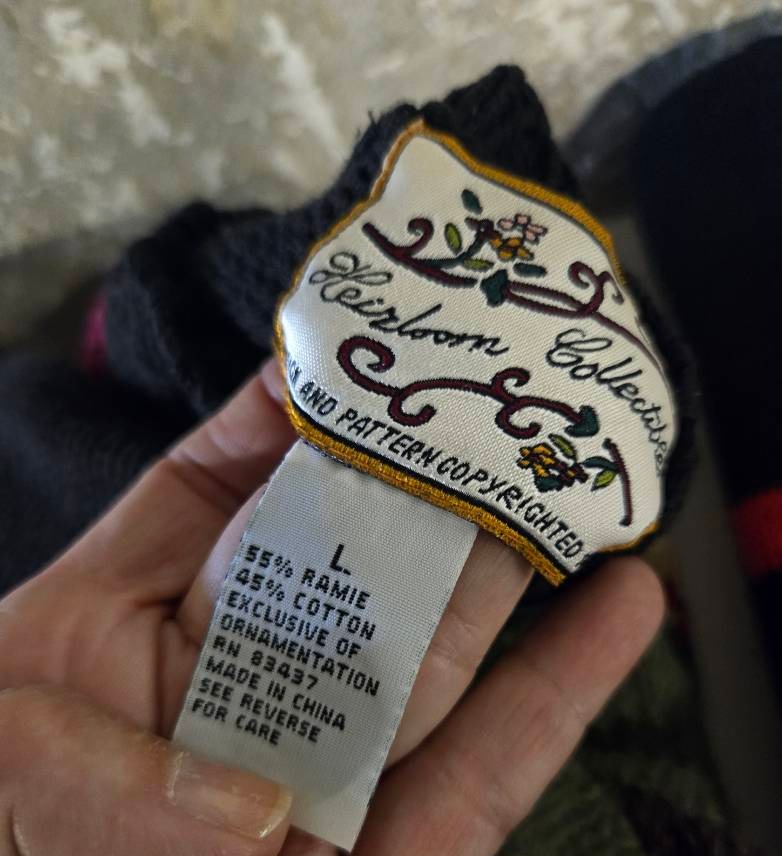 Heirloom Collectibles
AND PATTERN COPYRIGHTED
L.
55% RAMIE
45% COTTON
EXCLUSIVE OF
ORNAMENTATION
RN 83437
MADE IN CHINA
SEE REVERSE
FOR CARE